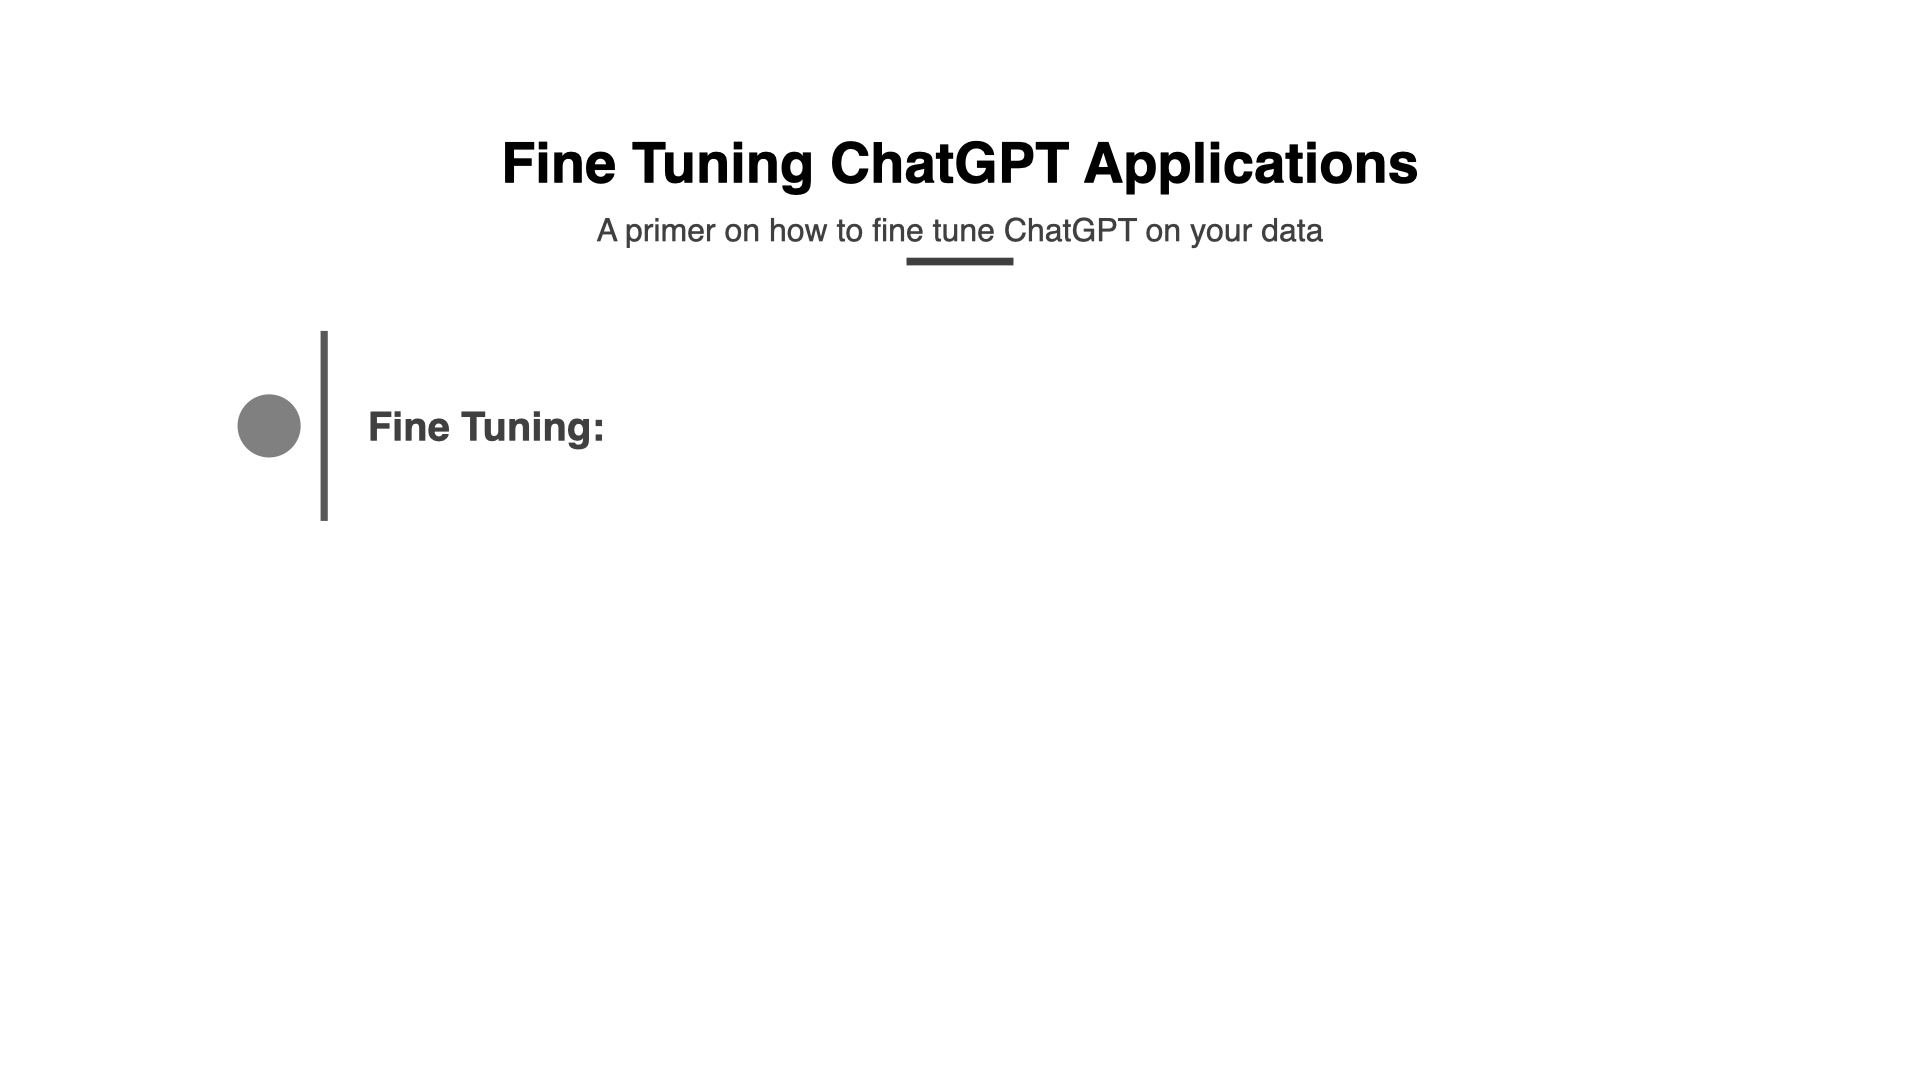 Fine Tuning ChatGPT Applications
A primer on how to fine tune ChatGPT on your data
Fine Tuning: